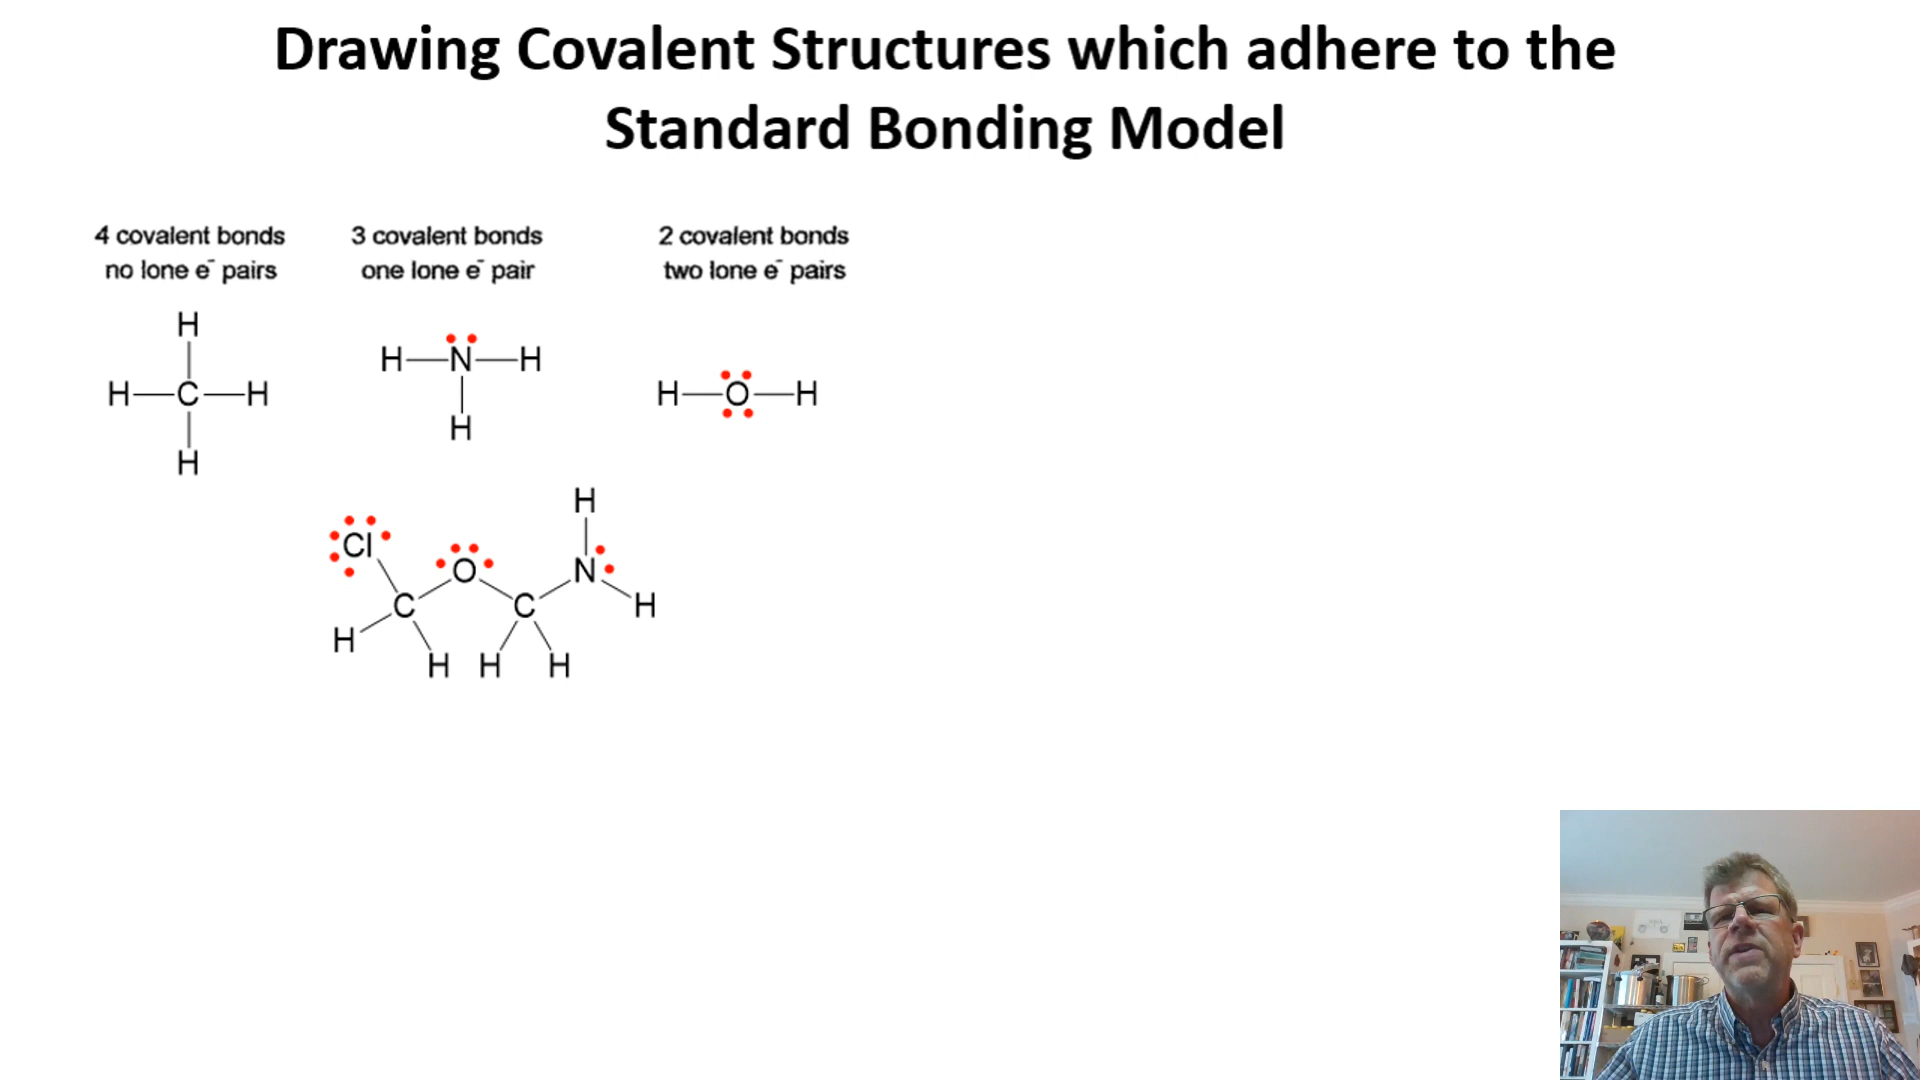 Drawing Covalent Structures which adhere to the
Standard Bonding Model
4 covalent bonds
no lone e⁻ pairs
3 covalent bonds
one lone e⁻ pair
2 covalent bonds
two lone e⁻ pairs
H
H—C—H
H
H—N—H
H
H—O—H
H
Cl
O
N
C
C
H
H
H
H
H